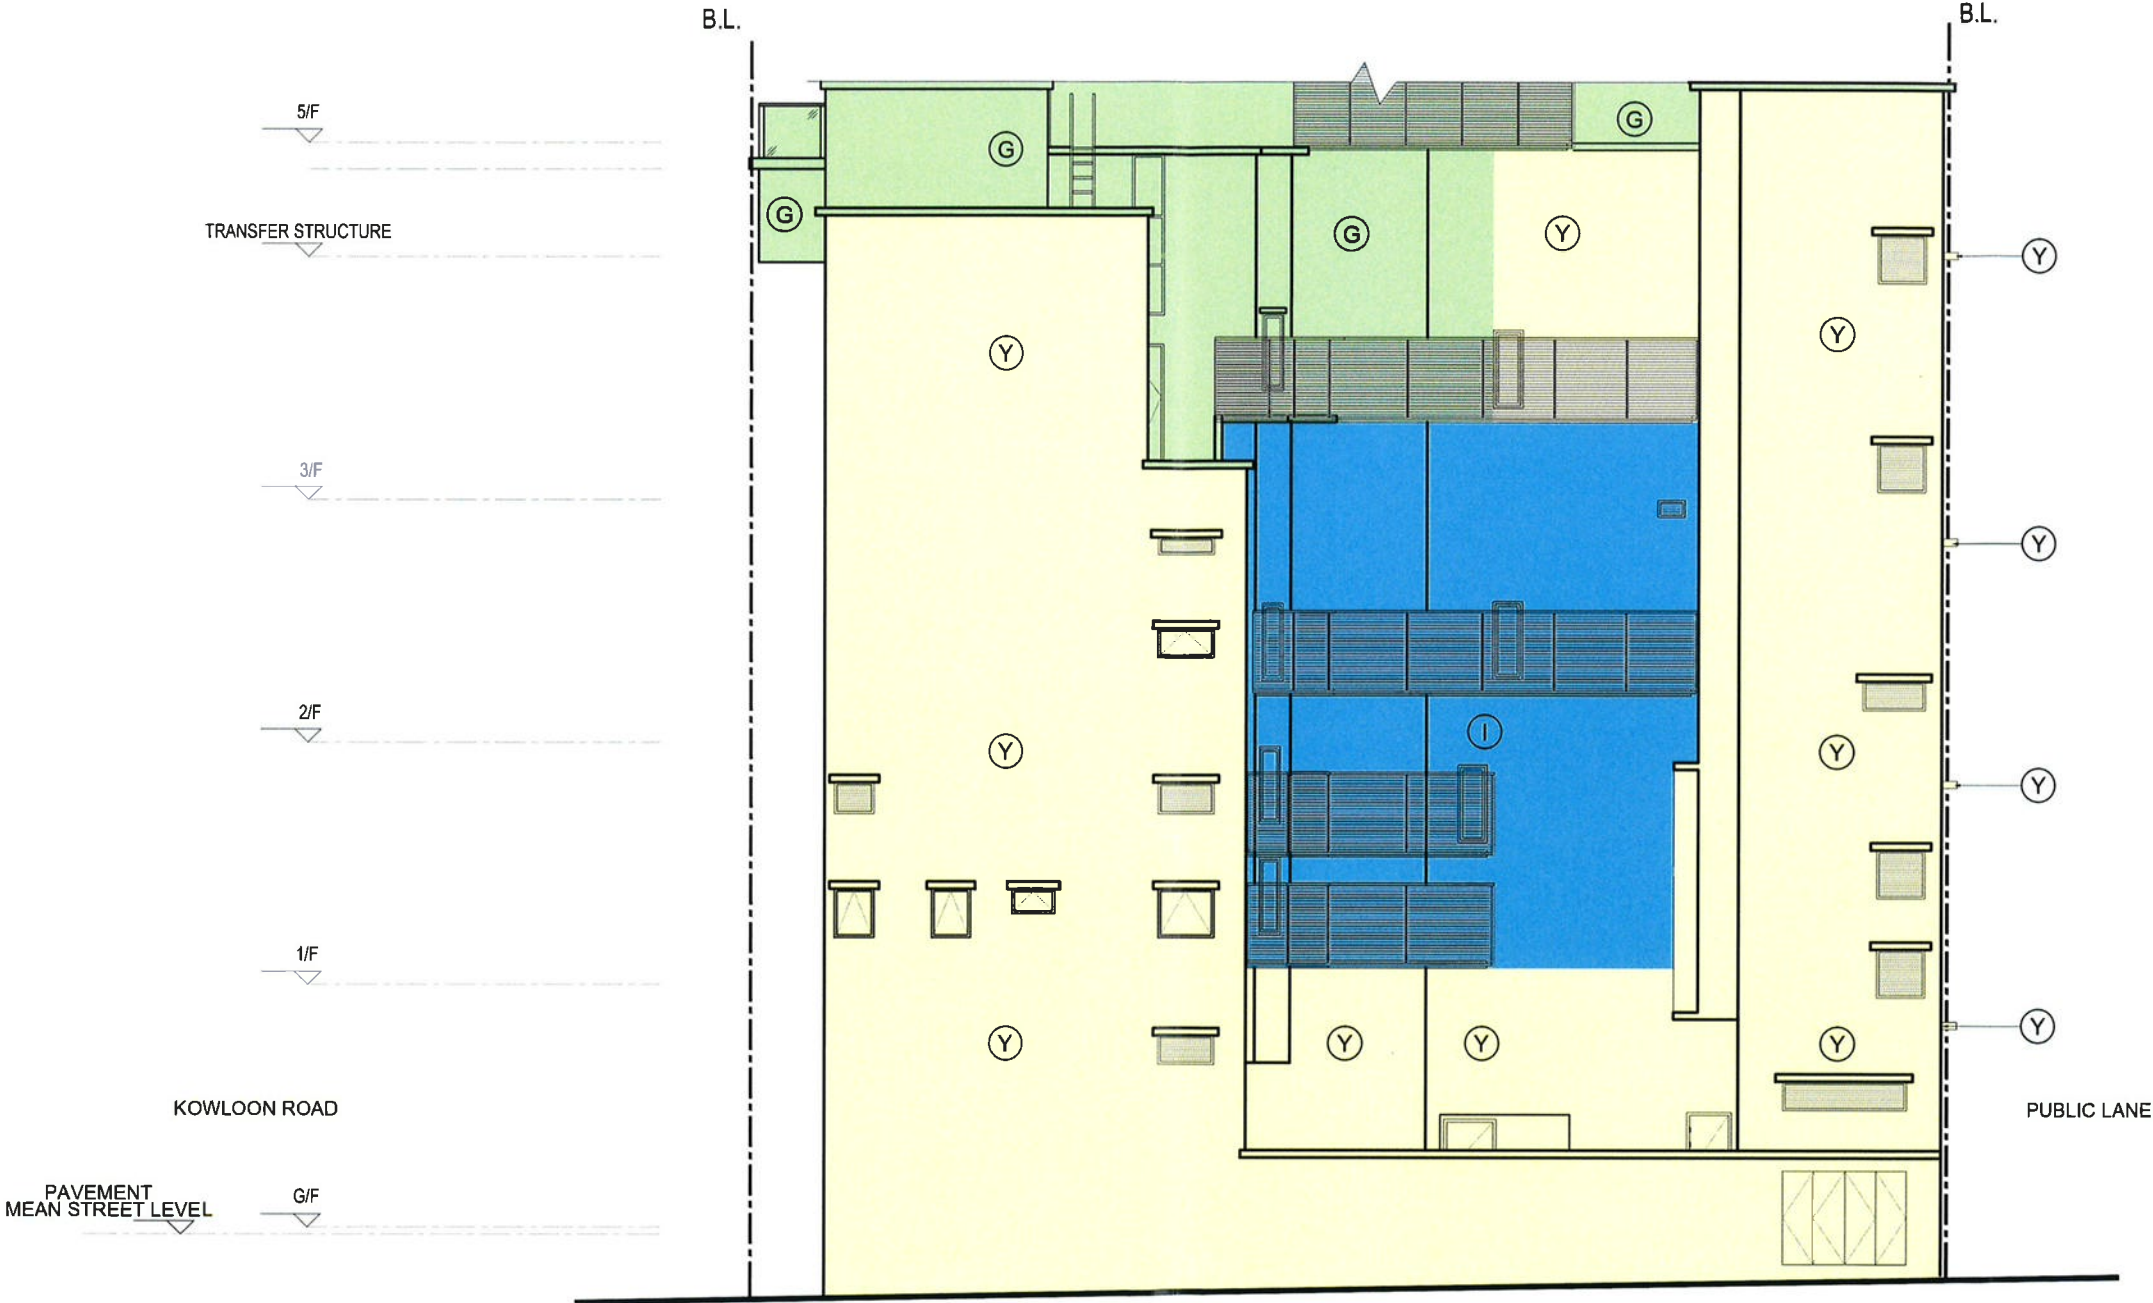 B.L.
B.L.
5/F
G
G
G
TRANSFER STRUCTURE
G
Y
Y
Y
Y
3/F
Y
2/F
I
Y
Y
Y
1/F
Y
Y
Y
Y
Y
KOWLOON ROAD
PUBLIC LANE
PAVEMENT
MEAN STREET LEVEL
G/F